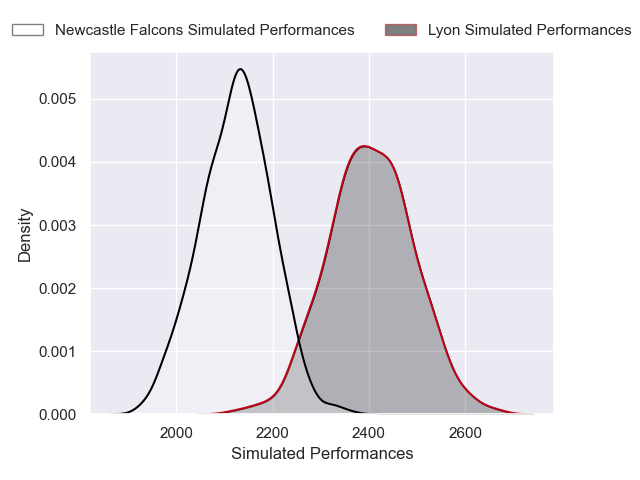 Newcastle Falcons Simulated Performances
Lyon Simulated Performances
0.005
0.004
0.003
0.002
0.001
0.000
Density
2000 2200 2400 2600
Simulated Performances